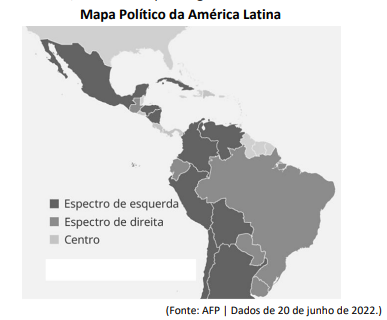 Mapa Político da América Latina
Espectro de esquerda
Espectro de direita
Centro
(Fonte: AFP | Dados de 20 de junho de 2022.)